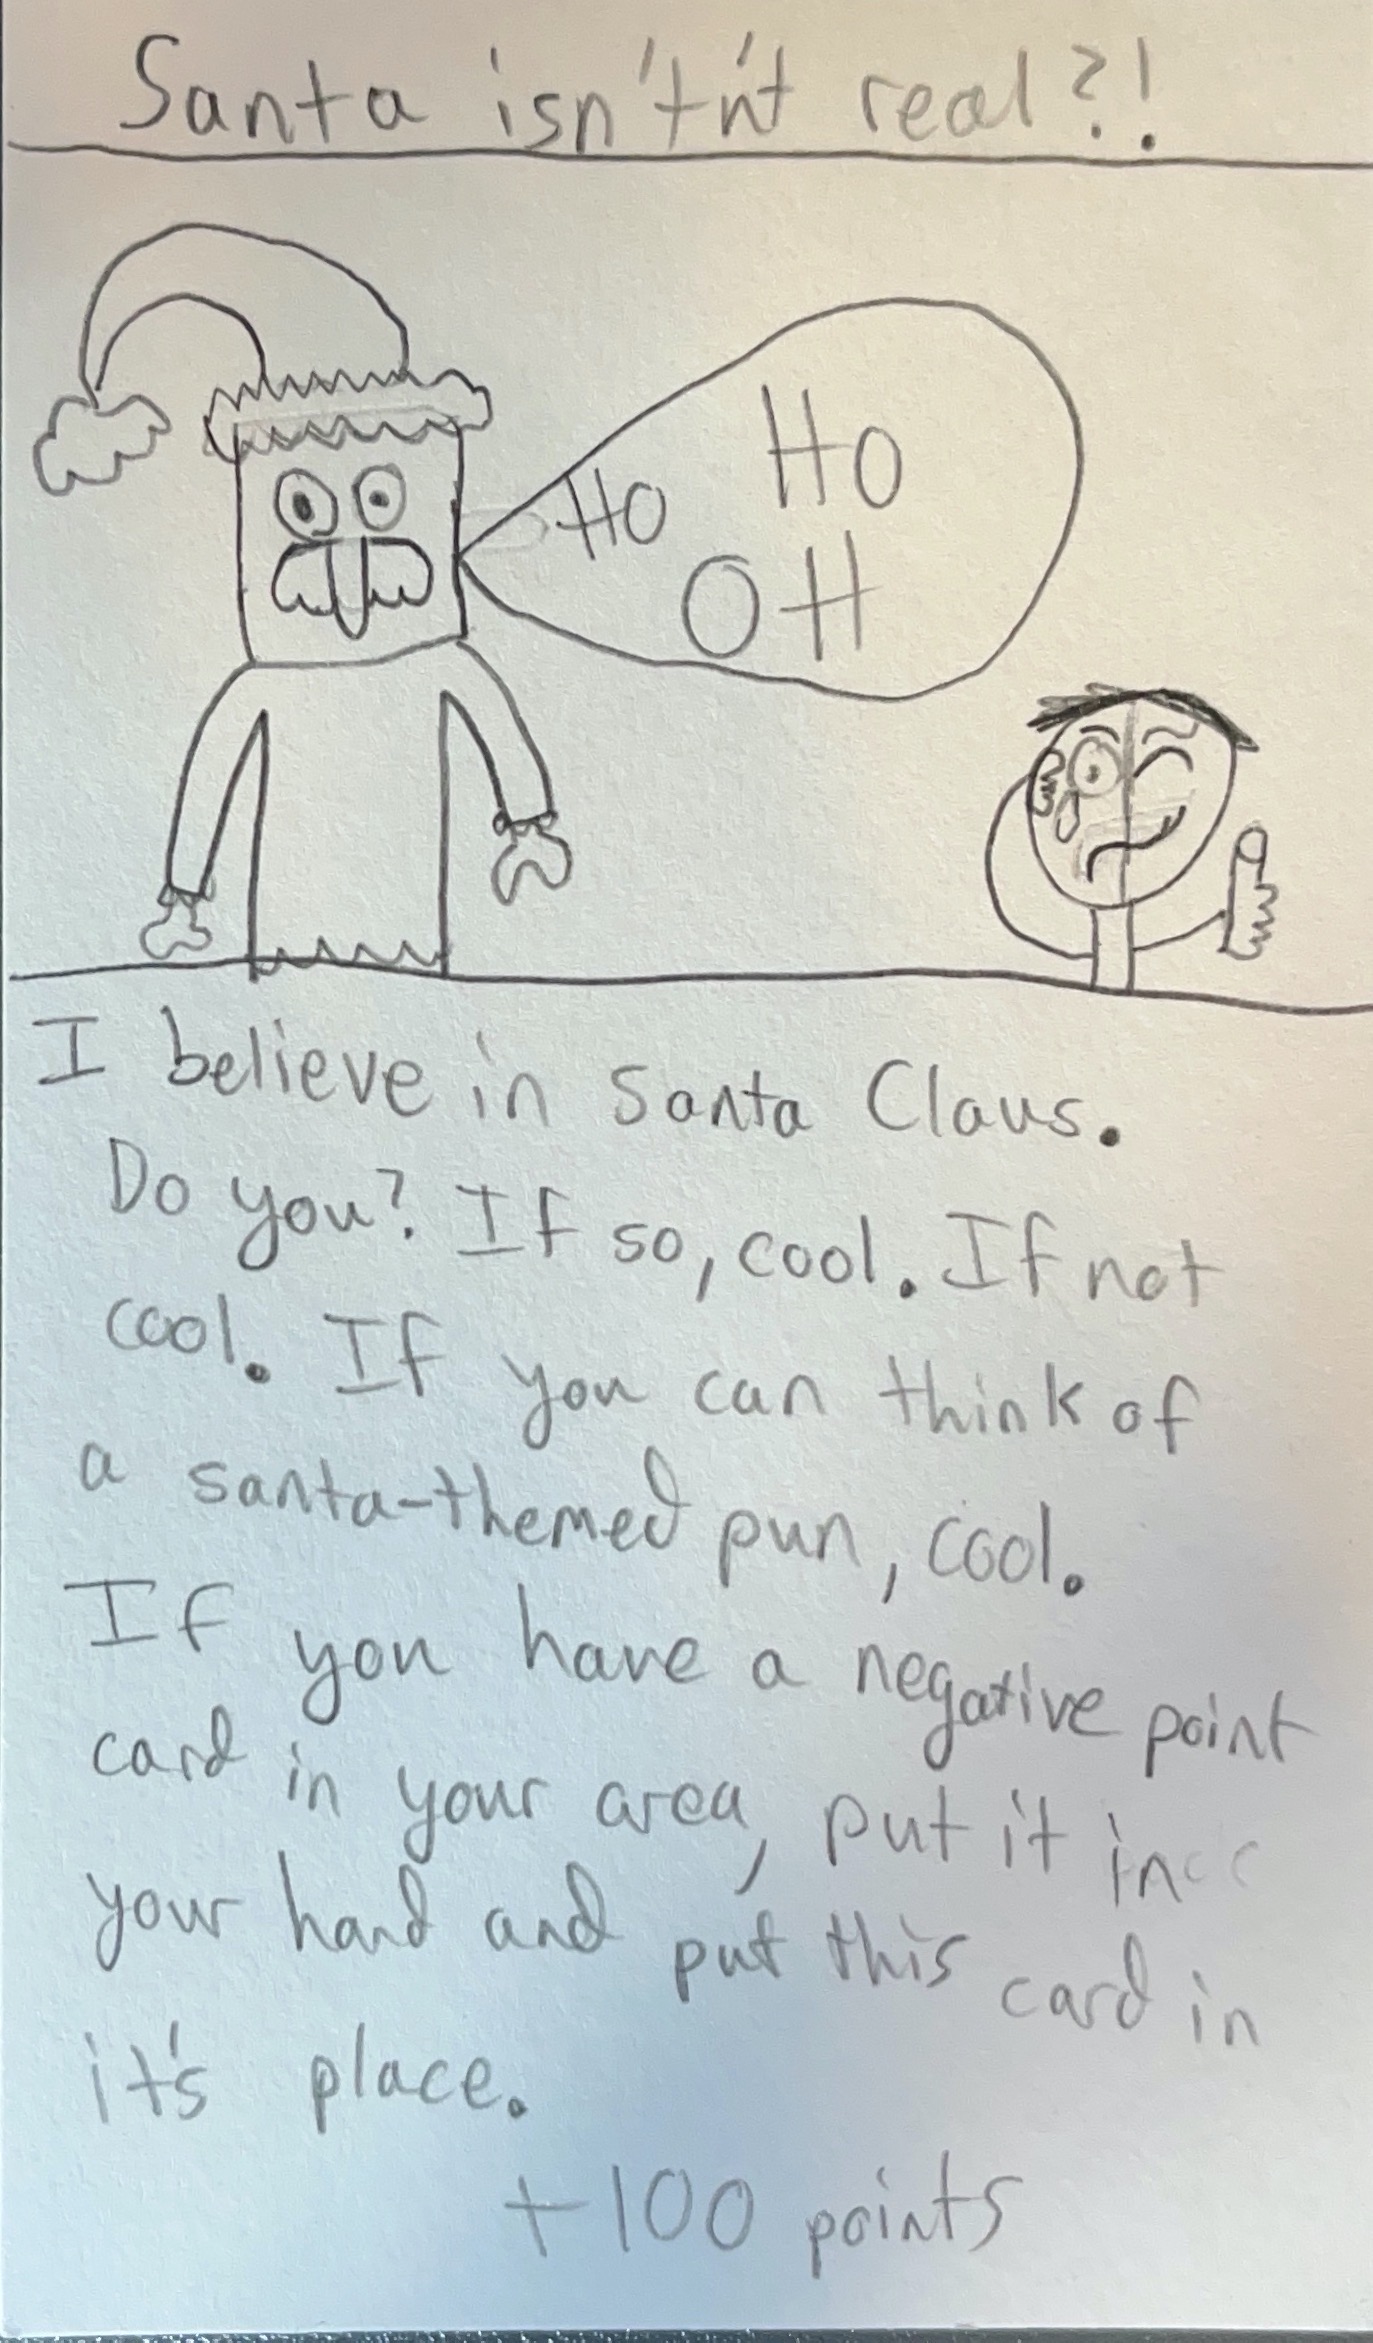 Santa isn'tn't real?!
Ho
Ho
OH
I believe in Santa Claus.
Do you? If so, cool. If not
cool. If you can think of
a santa-themed pun, cool.
If you have a negative point
card in your area, put it in
your hand and put this card in
it's place.
+100 points